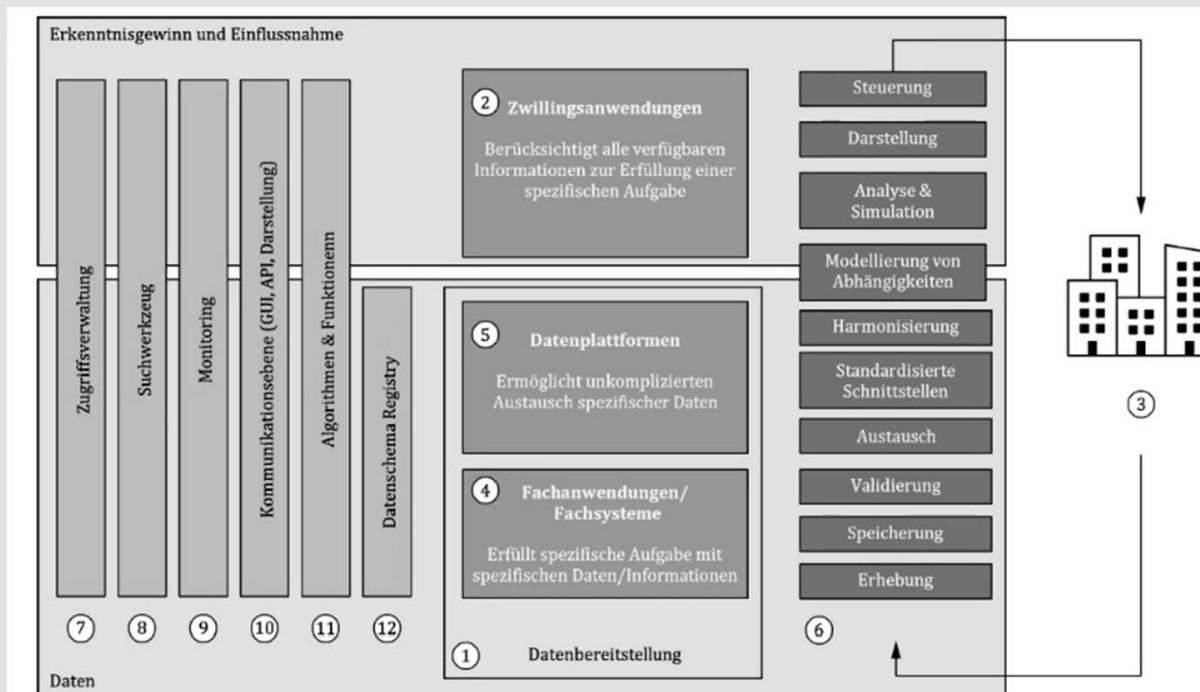 Erkenntnisgewinn und Einflussnahme
Zugriffsverwaltung
Suchwerkzeug
Monitoring
Kommunikationsebene (GUI, API, Darstellung)
Algorithmen & Funktionenn
Datenschema Registry
7
8
9
10
11
12
Daten
2
Zwillingsanwendungen
Berücksichtigt alle verfügbaren
Informationen zur Erfüllung einer
spezifischen Aufgabe
5
Datenplattformen
Ermöglicht unkomplizierten
Austausch spezifischer Daten
4
Fachanwendungen/
Fachsysteme
Erfüllt spezifische Aufgabe mit
spezifischen Daten/Informationen
1
Datenbereitstellung
Steuerung
Darstellung
Analyse &
Simulation
Modellierung von
Abhängigkeiten
Harmonisierung
Standardisierte
Schnittstellen
Austausch
Validierung
Speicherung
Erhebung
6
3